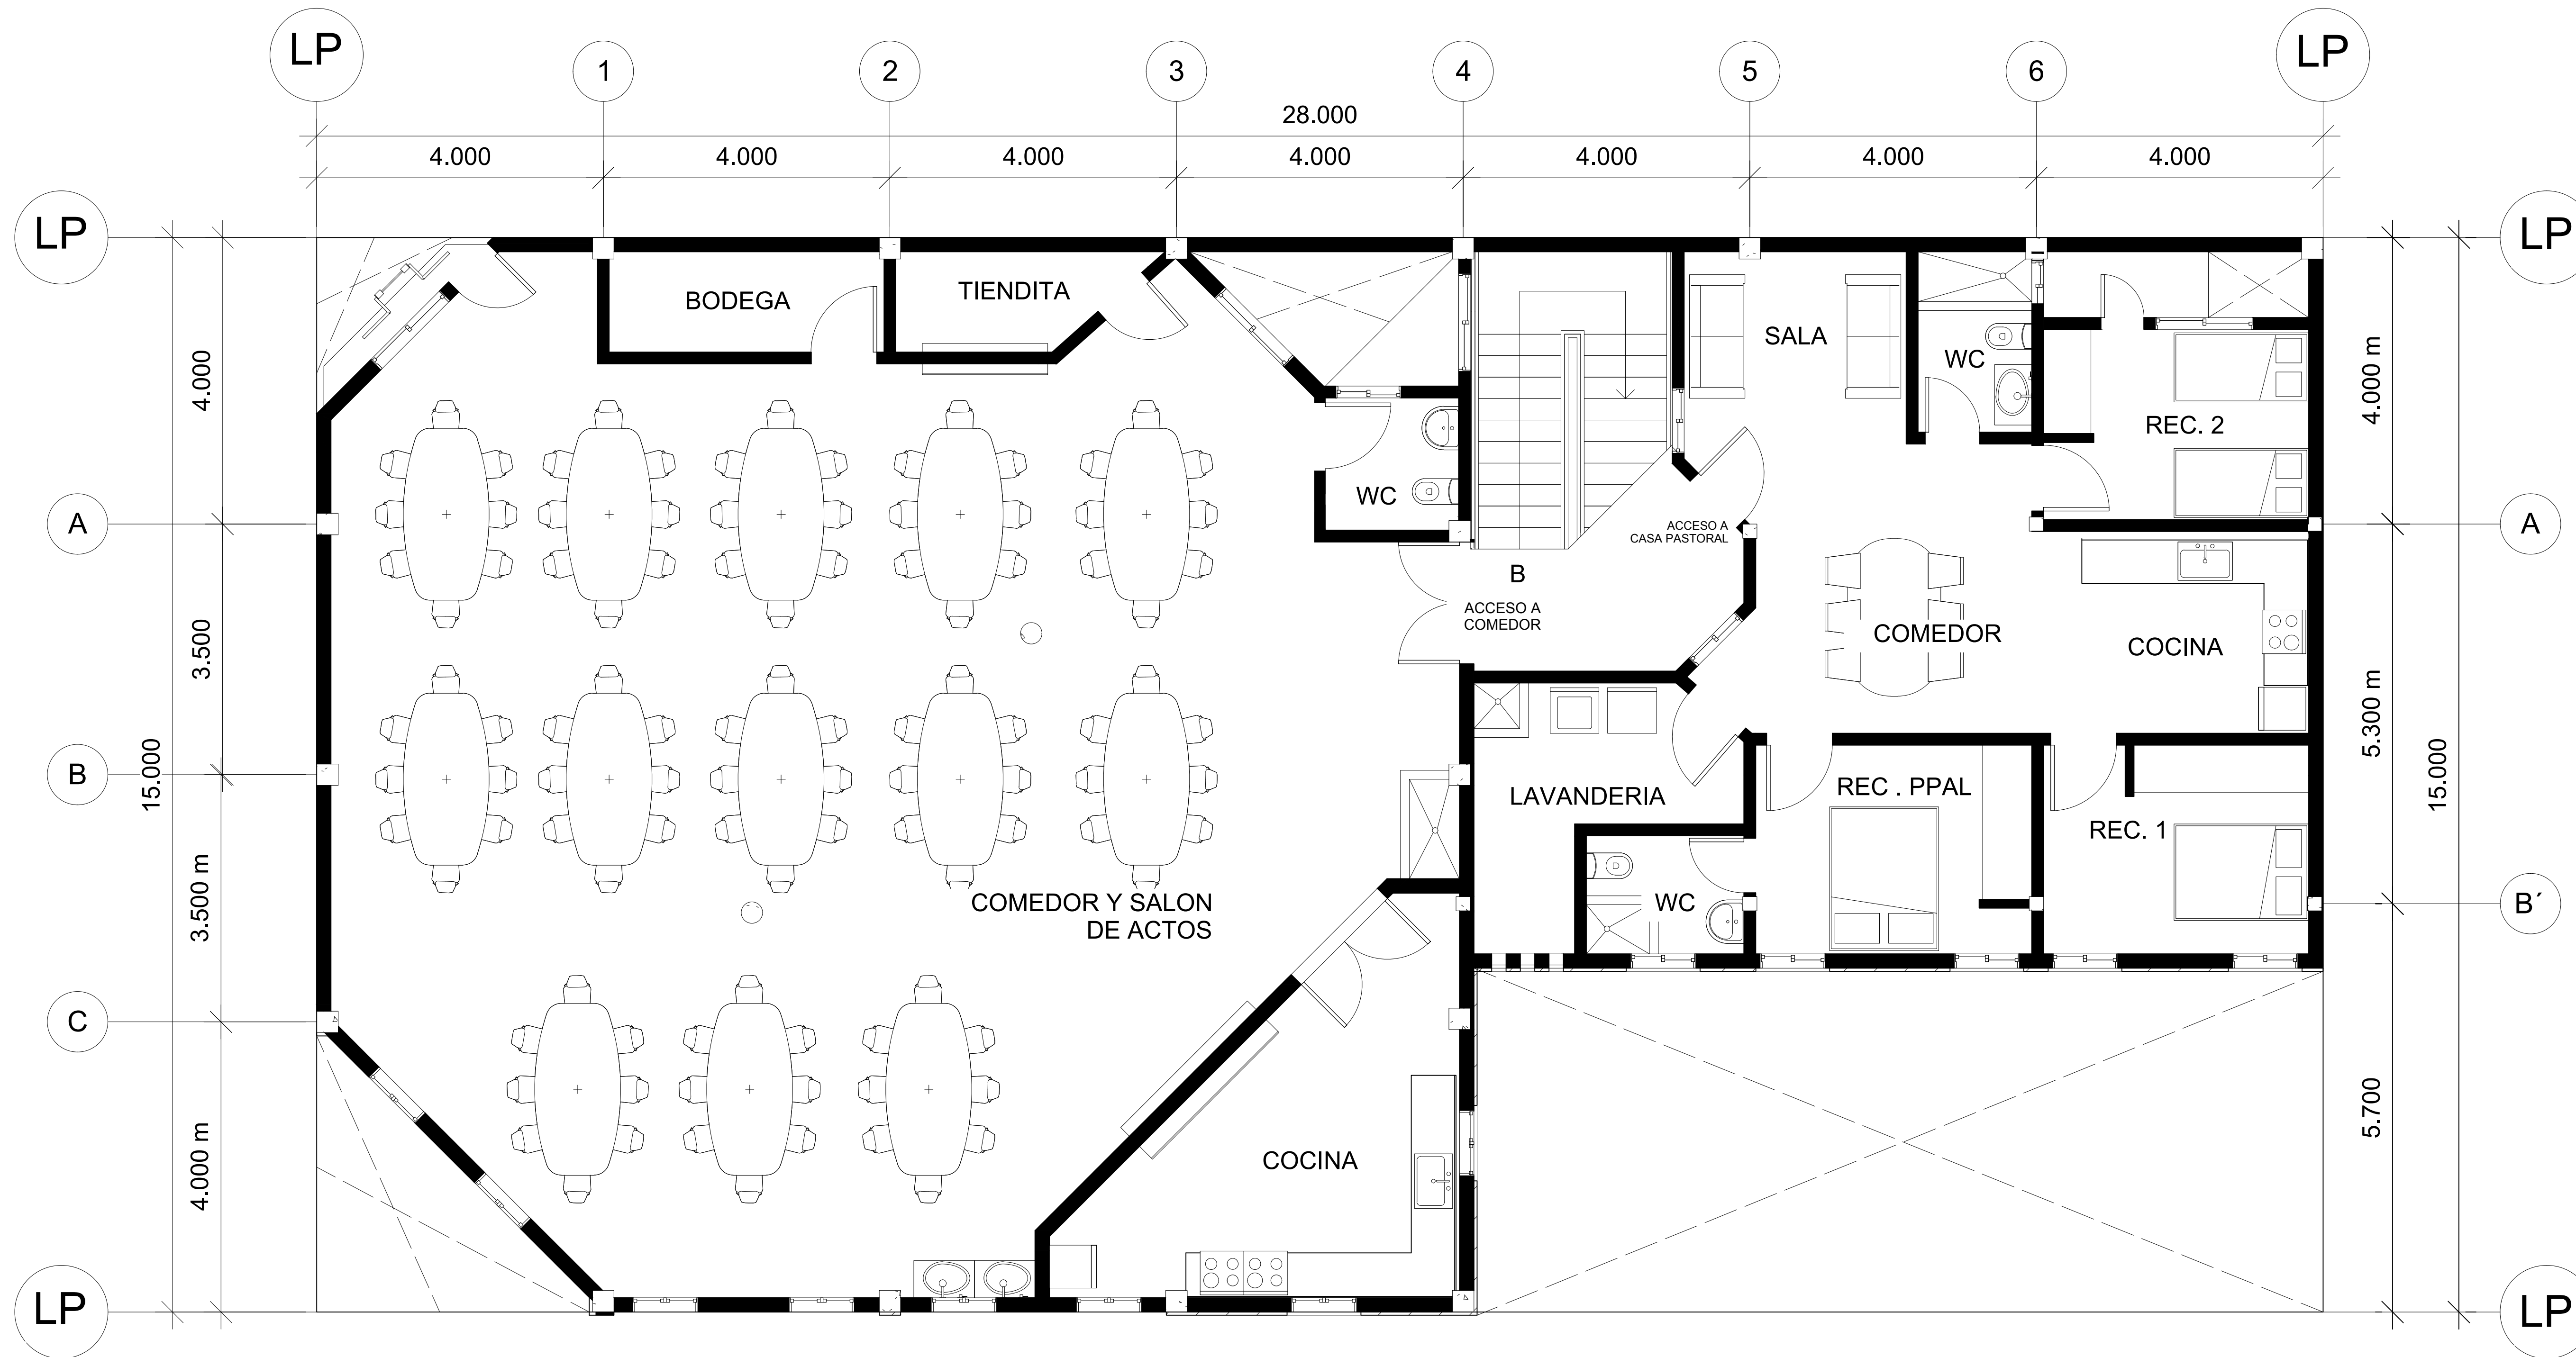 LP
1
2
3
4
5
6
LP
28.000
4.000
4.000
4.000
4.000
4.000
4.000
4.000
LP
LP
BODEGA
TIENDITA
SALA
WC
REC. 2
WC
4.000
4.000 m
A
A
ACCESO A
CASA PASTORAL
B
ACCESO A
COMEDOR
COMEDOR
COCINA
3.500
5.300 m
B
15.000
15.000
LAVANDERIA
REC . PPAL
REC. 1
WC
COMEDOR Y SALON
DE ACTOS
3.500 m
B´
C
4.000 m
5.700
COCINA
LP
LP